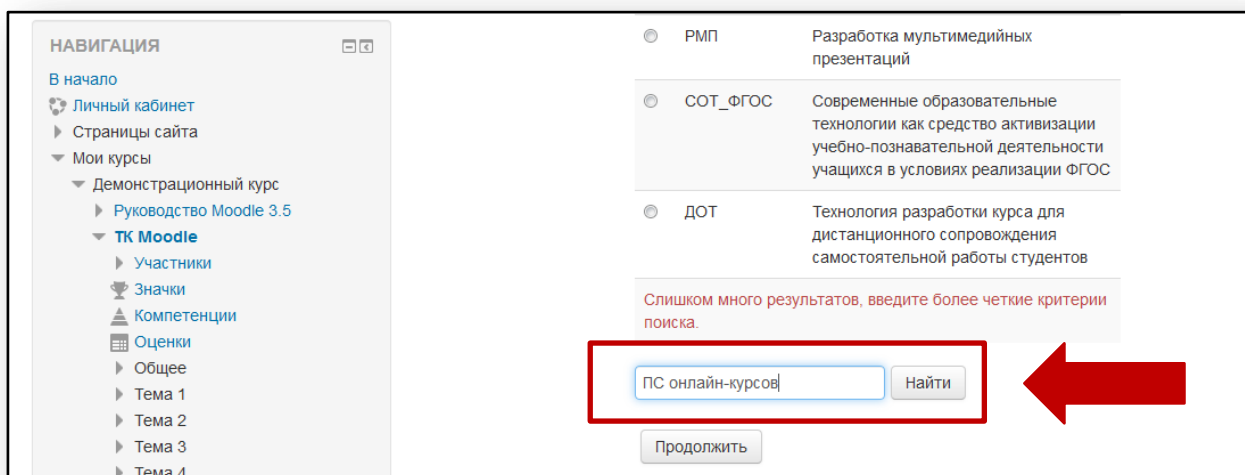 НАВИГАЦИЯ
В начало
Личный кабинет
Страницы сайта
Мои курсы
Демонстрационный курс
Руководство Moodle 3.5
ТК Moodle
Участники
Значки
Компетенции
Оценки
Общее
Тема 1
Тема 2
Тема 3
Тема 4
РМП Разработка мультимедийных
презентаций
СОТ_ФГОС Современные образовательные
технологии как средство активизации
учебно-познавательной деятельности
учащихся в условиях реализации ФГОС
ДОТ Технология разработки курса для
дистанционного сопровождения
самостоятельной работы студентов
Слишком много результатов, введите более четкие критерии
поиска.
ПС онлайн-курсов Найти
Продолжить